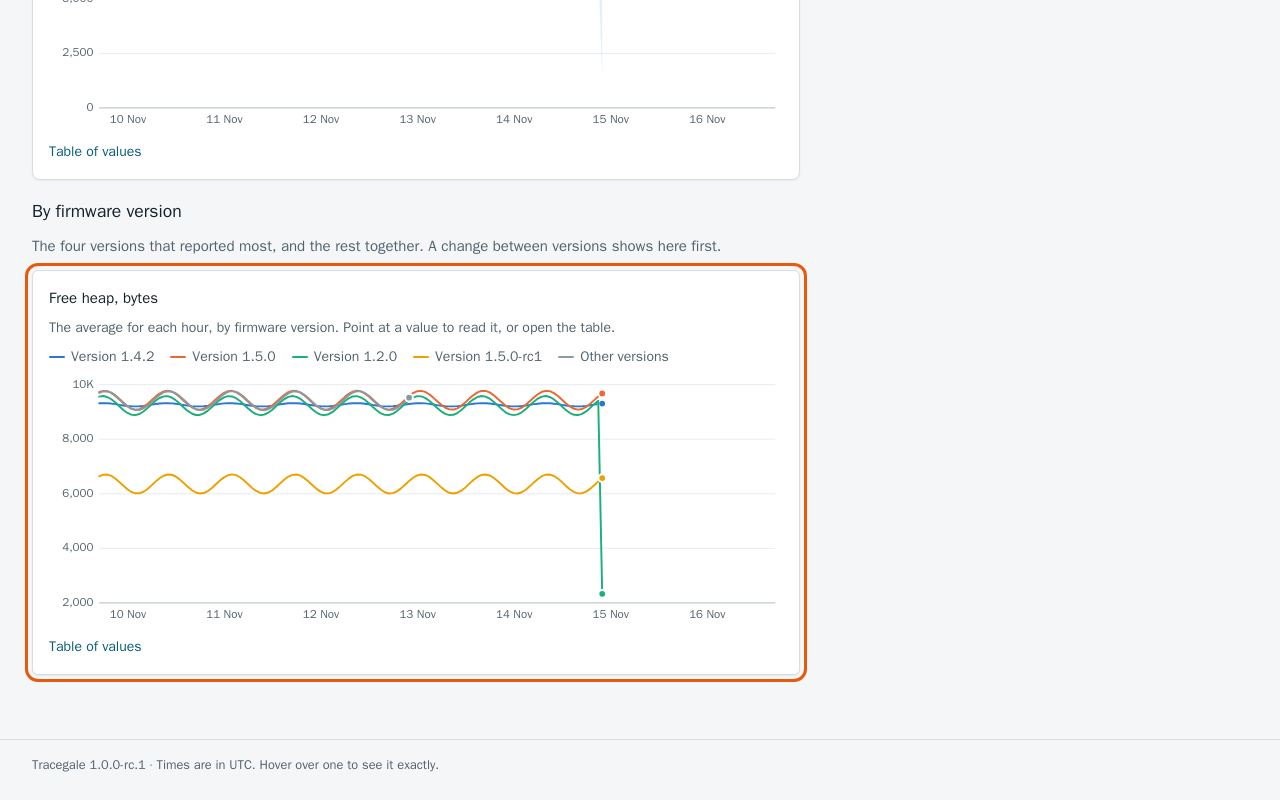 2,500
0
10 Nov 11 Nov 12 Nov 13 Nov 14 Nov 15 Nov 16 Nov
Table of values
By firmware version
The four versions that reported most, and the rest together. A change between versions shows here first.
Free heap, bytes
The average for each hour, by firmware version. Point at a value to read it, or open the table.
Version 1.4.2 Version 1.5.0 Version 1.2.0 Version 1.5.0-rc1 Other versions
10K
8,000
6,000
4,000
2,000
10 Nov 11 Nov 12 Nov 13 Nov 14 Nov 15 Nov 16 Nov
Table of values
Tracegale 1.0.0-rc.1 · Times are in UTC. Hover over one to see it exactly.